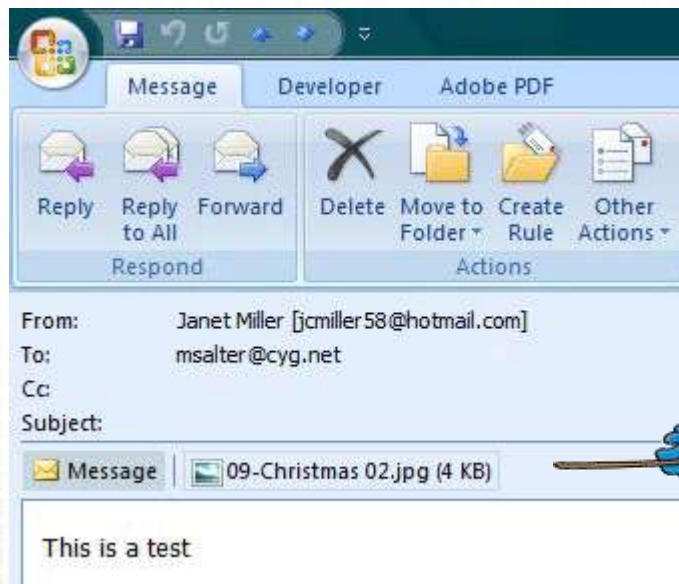 Message Developer Adobe PDF
Reply Reply to All Forward Delete Move to Folder Create Rule Other Actions
Respond Actions
From: Janet Miller [jcmiller58@hotmail.com]
To: msalter@cyg.net
Cc:
Subject:
Message 09-Christmas 02.jpg (4 KB)
This is a test